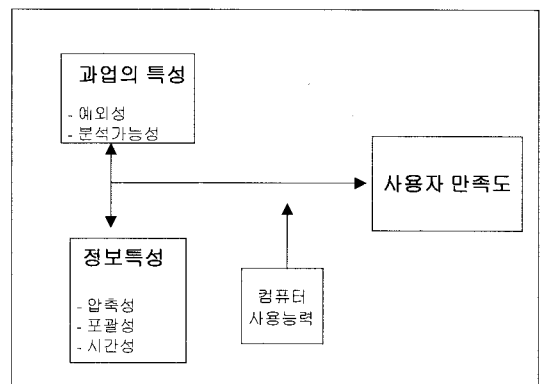 과업의 특성
- 예외성
- 분석가능성
사용자 만족도
정보특성
- 압축성
- 포괄성
- 시간성
컴퓨터
사용능력